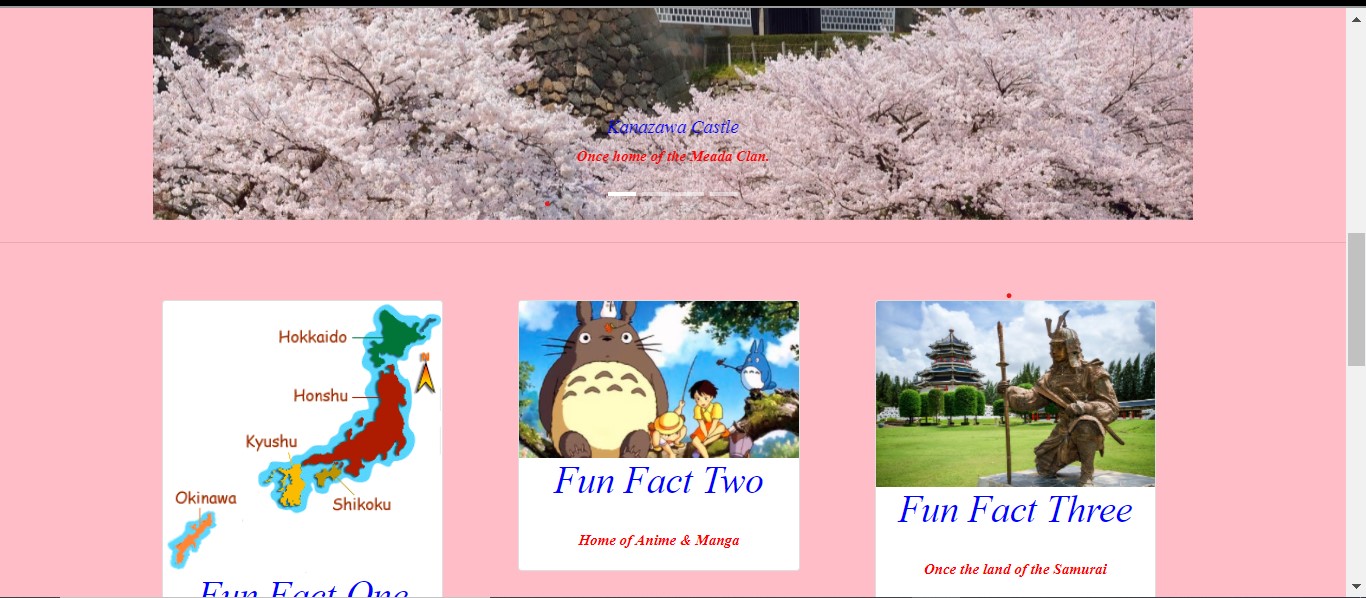 Kanazawa Castle
Once home of the Meada Clan.
Hokkaido
N
Honshu
Kyushu
Okinawa
Shikoku
Fun Fact One
Fun Fact Two
Home of Anime & Manga
Fun Fact Three
Once the land of the Samurai